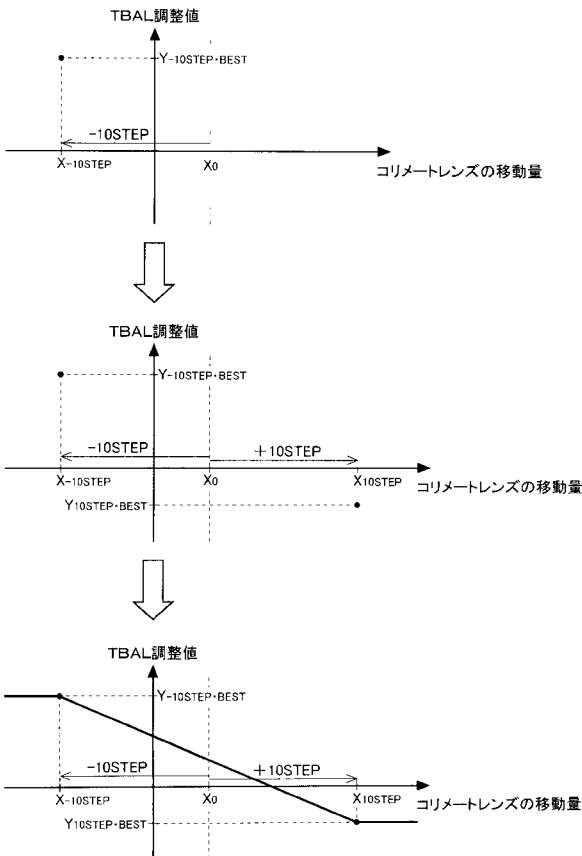 TBAL調整値
Y-10STEP・BEST
-10STEP
X-10STEP
X0
コリメートレンズの移動量
TBAL調整値
Y-10STEP・BEST
-10STEP
+10STEP
X-10STEP
X0
X10STEP
コリメートレンズの移動量
Y10STEP・BEST
TBAL調整値
Y-10STEP・BEST
-10STEP
+10STEP
X-10STEP
X0
X10STEP
コリメートレンズの移動量
Y10STEP・BEST